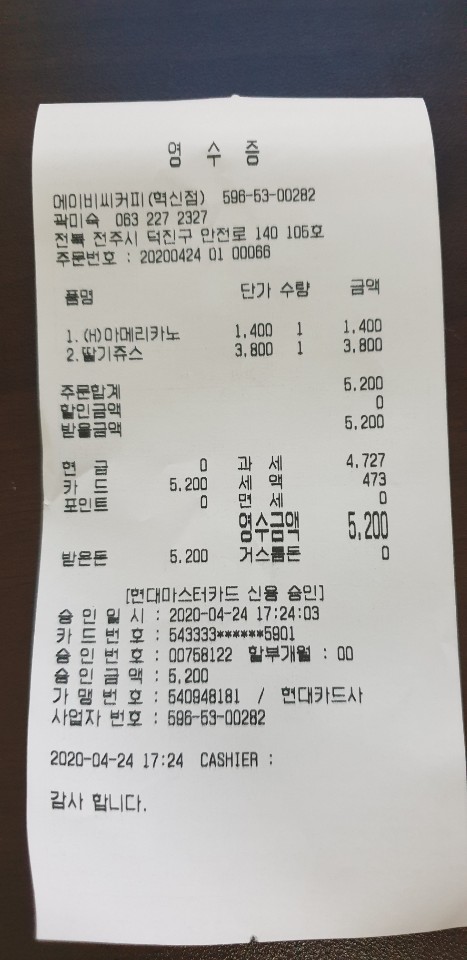 영 수 증
에이비씨커피(혁신점) 596-53-00282
곽미숙 063 227 2327
전북 전주시 덕진구 안전로 140 105호
주문번호 : 20200424 01 00066
품명 단가 수량 금액
1.(H)아메리카노 1,400 1 1,400
2.딸기쥬스 3,800 1 3,800
주문합계 5,200
할인금액 0
받을금액 5,200
현 금 0 과 세 4,727
카 드 5,200 세 액 473
포인트 0 면 세 0
영수금액 5,200
받은돈 5,200 거스름돈 0
[현대마스터카드 신용 승인]
승 인 일 시 : 2020-04-24 17:24:03
카 드 번 호 : 543333******5901
승 인 번 호 : 00758122 할부개월 : 00
승 인 금 액 : 5,200
가 맹 번 호 : 540948181 / 현대카드사
사업자 번호 : 596-53-00282
2020-04-24 17:24 CASHIER :
감사 합니다.